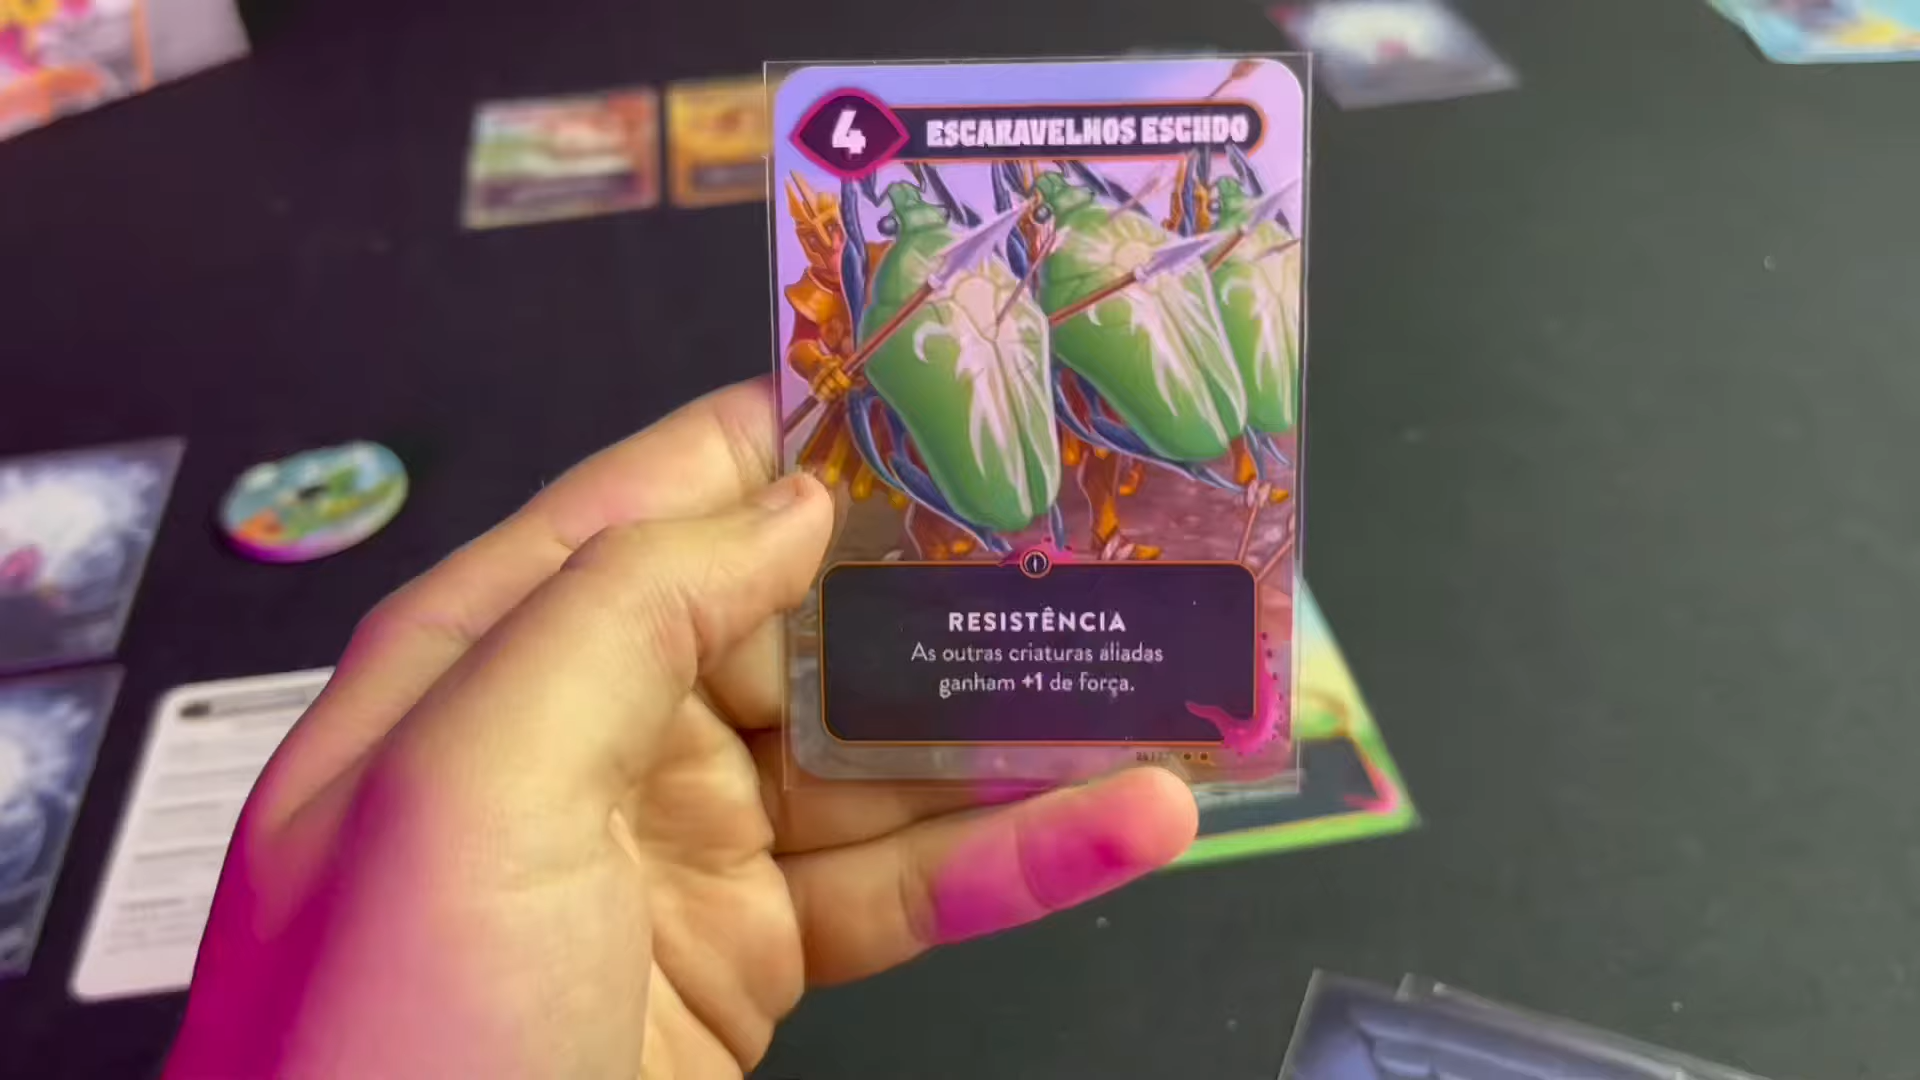 4
ESCARAVELHOS ESCUDO
RESISTÊNCIA
As outras criaturas aliadas
ganham +1 de força.